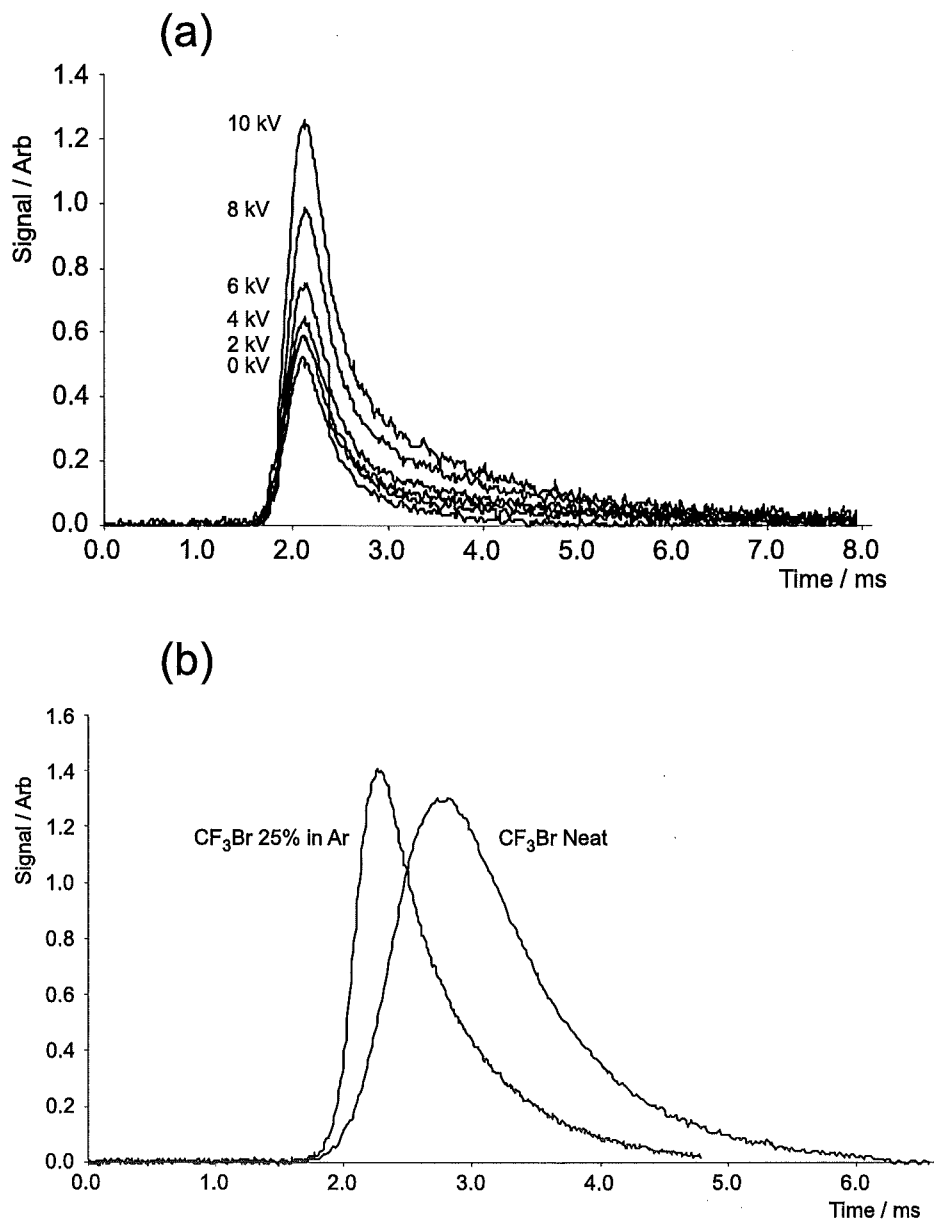 (a)
Signal / Arb
1.4
1.2
1.0
0.8
0.6
0.4
0.2
0.0
10 kV
8 kV
6 kV
4 kV
2 kV
0 kV
0.0 1.0 2.0 3.0 4.0 5.0 6.0 7.0 8.0
Time / ms
(b)
Signal / Arb
1.6
1.4
1.2
1.0
0.8
0.6
0.4
0.2
0.0
CF₃Br 25% in Ar
CF₃Br Neat
0.0 1.0 2.0 3.0 4.0 5.0 6.0
Time / ms